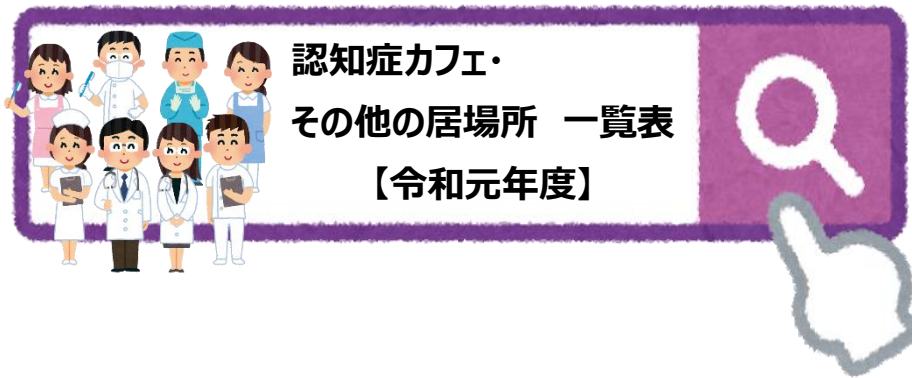 認知症カフェ・
その他の居場所　一覧表
【令和元年度】